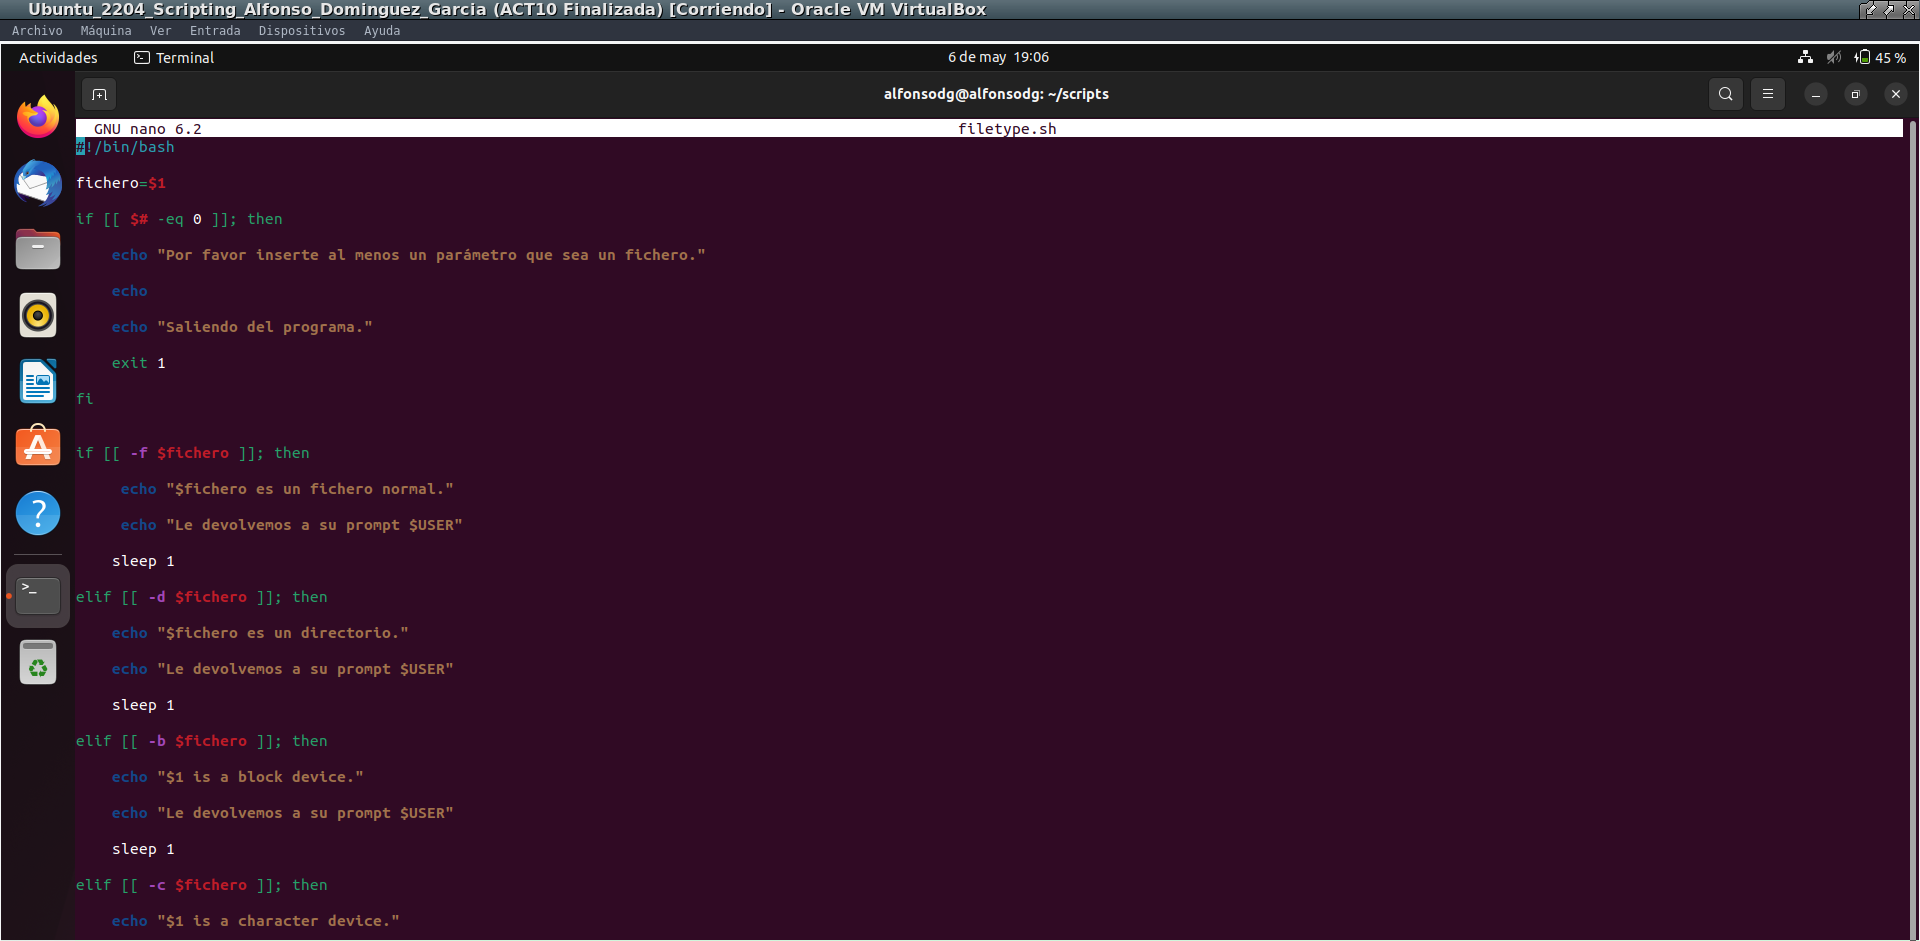 Ubuntu_2204_Scripting_Alfonso_Dominguez_Garcia (ACT10 Finalizada) [Corriendo] - Oracle VM VirtualBox
Archivo Máquina Ver Entrada Dispositivos Ayuda
Actividades Terminal 6 de may 19:06 45 %
alfonsodg@alfonsodg: ~/scripts
GNU nano 6.2 filetype.sh
#!/bin/bash
fichero=$1
if [[ $# -eq 0 ]]; then
echo "Por favor inserte al menos un parámetro que sea un fichero."
echo
echo "Saliendo del programa."
exit 1
fi
if [[ -f $fichero ]]; then
echo "$fichero es un fichero normal."
echo "Le devolvemos a su prompt $USER"
sleep 1
elif [[ -d $fichero ]]; then
echo "$fichero es un directorio."
echo "Le devolvemos a su prompt $USER"
sleep 1
elif [[ -b $fichero ]]; then
echo "$1 is a block device."
echo "Le devolvemos a su prompt $USER"
sleep 1
elif [[ -c $fichero ]]; then
echo "$1 is a character device."